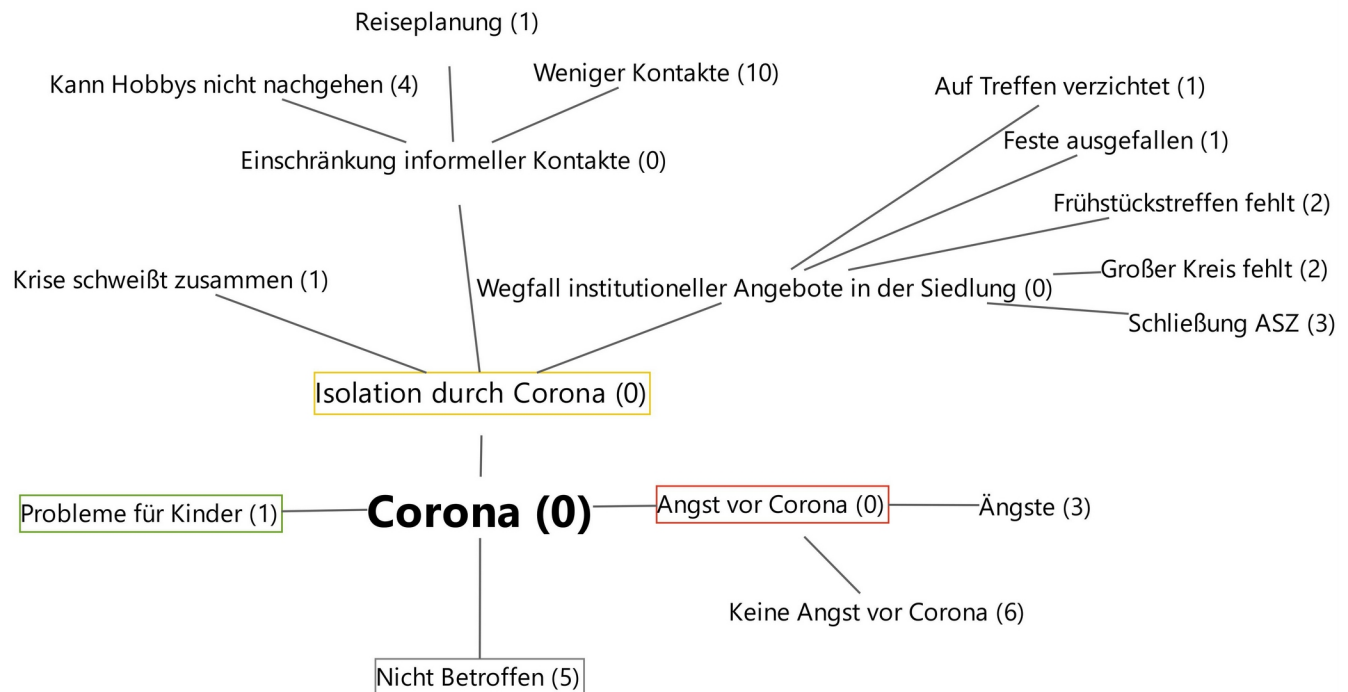 Reiseplanung (1)
Weniger Kontakte (10)
Kann Hobbys nicht nachgehen (4)
Auf Treffen verzichtet (1)
Feste ausgefallen (1)
Einschränkung informeller Kontakte (0)
Frühstückstreffen fehlt (2)
Großer Kreis fehlt (2)
Krise schweißt zusammen (1)
Wegfall institutioneller Angebote in der Siedlung (0)
Schließung ASZ (3)
Isolation durch Corona (0)
Probleme für Kinder (1)
Corona (0)
Angst vor Corona (0)
Ängste (3)
Keine Angst vor Corona (6)
Nicht Betroffen (5)